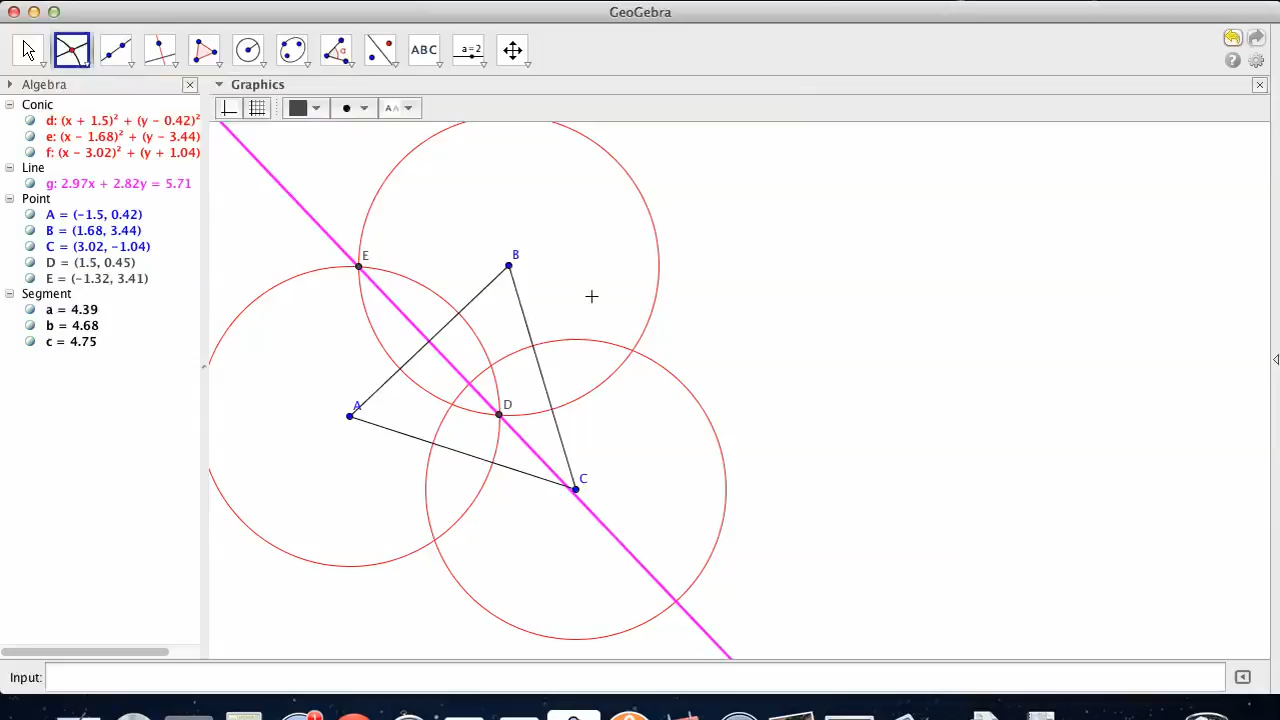 GeoGebra
ABC
a=2
α
?
Algebra
Graphics
AA
Conic
d: (x + 1.5)² + (y − 0.42)²
e: (x − 1.68)² + (y − 3.44)²
f: (x − 3.02)² + (y + 1.04)
Line
g: 2.97x + 2.82y = 5.71
Point
A = (−1.5, 0.42)
B = (1.68, 3.44)
C = (3.02, −1.04)
D = (1.5, 0.45)
E = (−1.32, 3.41)
Segment
a = 4.39
b = 4.68
c = 4.75
E
B
A
D
C
Input:
1